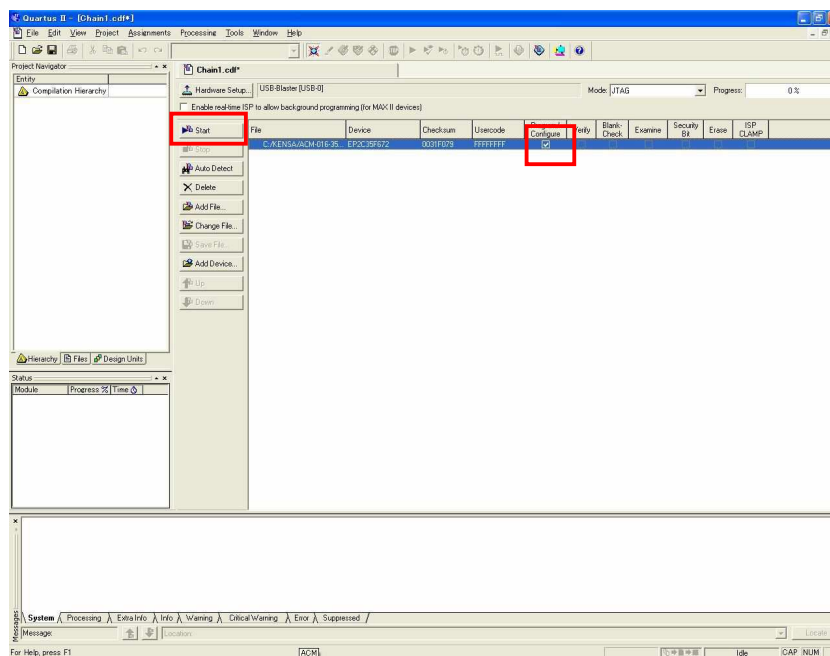 Quartus II - [Chain1.cdf*]
File Edit View Project Assignments Processing Tools Window Help
Project Navigator
Entity
Compilation Hierarchy
Hierarchy Files Design Units
Status
Module Progress % Time
Chain1.cdf*
Hardware Setup... USB-Blaster [USB-0] Mode: JTAG Progress: 0 %
Enable real-time ISP to allow background programming (for MAX II devices)
File Device Checksum Usercode Configure Verify Blank-Check Examine Security Bit Erase ISP CLAMP
C:/KENSA/ACM-016-35... EP2C35F672 0031F079 FFFFFFFF
Start
Stop
Auto Detect
Delete
Add File...
Change File...
Save File...
Add Device...
Up
Down
System Processing Extra Info Info Warning Critical Warning Error Suppressed
Messages
Message: Location: Locate
For Help, press F1 [ACM] Idle CAP NUM